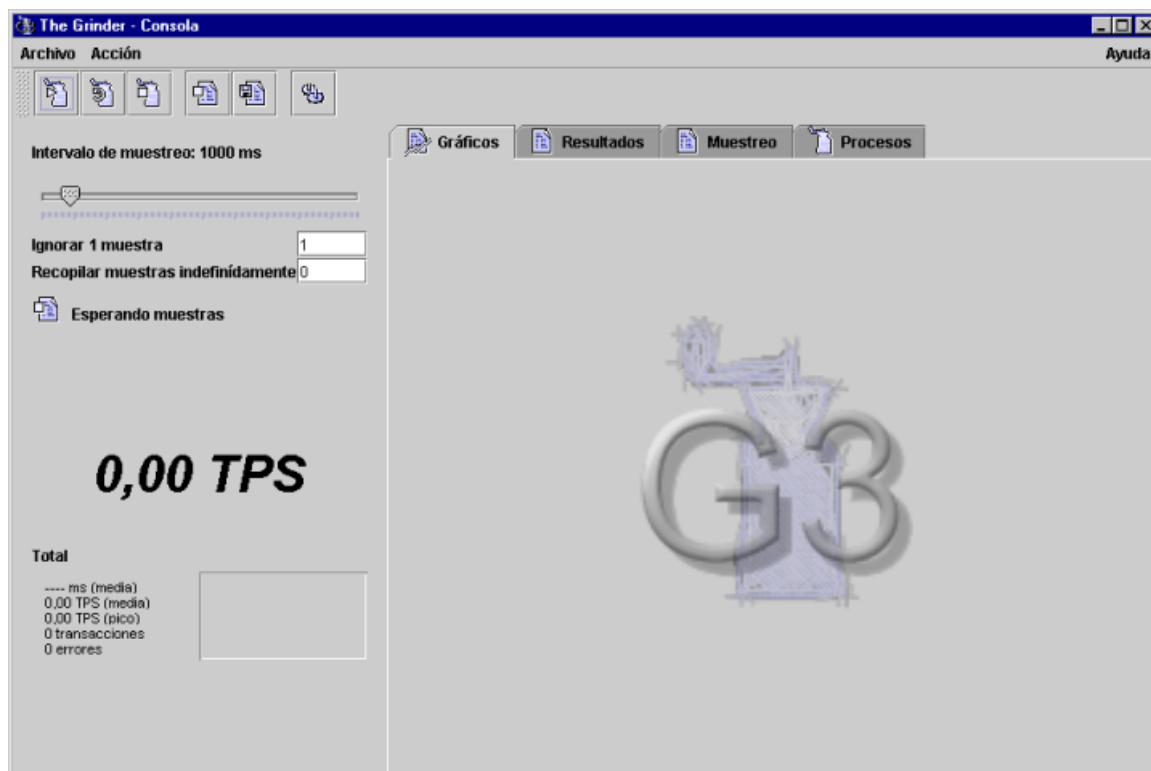 The Grinder - Consola
Archivo Acción Ayuda
Intervalo de muestreo: 1000 ms
Ignorar 1 muestra 1
Recopilar muestras indefinídamente 0
Esperando muestras
0,00 TPS
Total
---- ms (media)
0,00 TPS (media)
0,00 TPS (pico)
0 transacciones
0 errores
Gráficos Resultados Muestreo Procesos
G3